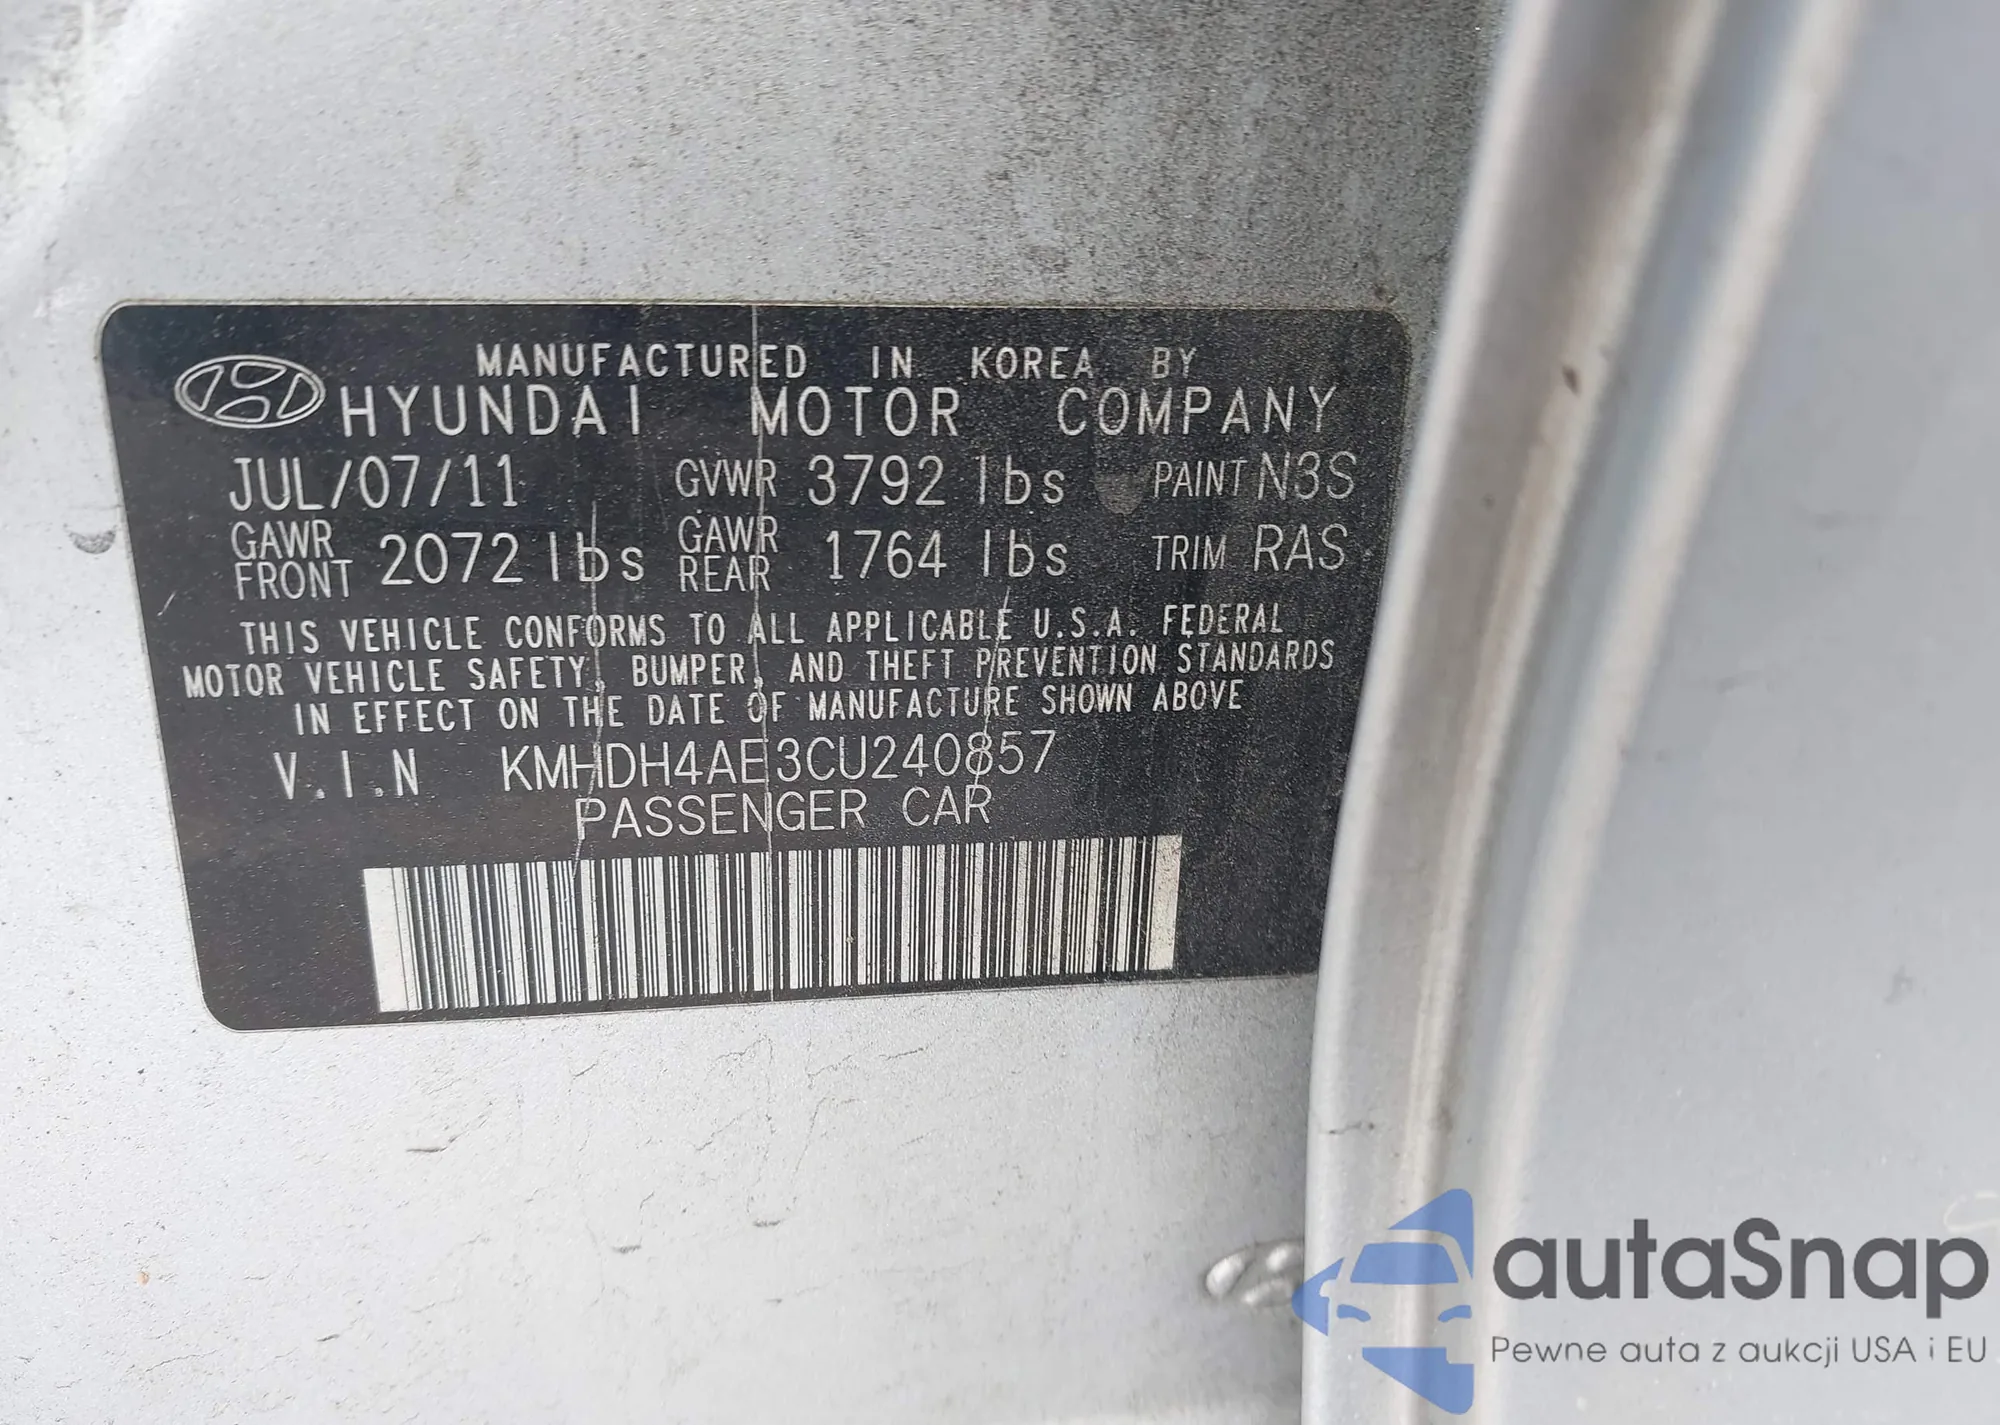 MANUFACTURED IN KOREA BY
HYUNDAI MOTOR COMPANY
JUL/07/11 GVWR 3792 lbs PAINT N3S
GAWR FRONT 2072 lbs GAWR REAR 1764 lbs TRIM RAS
THIS VEHICLE CONFORMS TO ALL APPLICABLE U.S.A. FEDERAL
MOTOR VEHICLE SAFETY, BUMPER, AND THEFT PREVENTION STANDARDS
IN EFFECT ON THE DATE OF MANUFACTURE SHOWN ABOVE
V.I.N KMHDH4AE3CU240857
PASSENGER CAR
autaSnap
Pewne auta z aukcji USA i EU